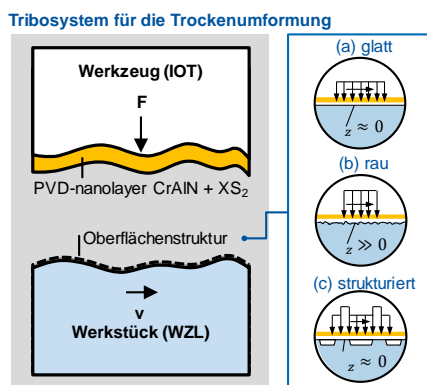 Tribosystem für die Trockenumformung
Werkzeug (IOT)
F
PVD-nanolayer CrAlN + XS₂
Oberflächenstruktur
v
Werkstück (WZL)
(a) glatt
z ≈ 0
(b) rau
z ≫ 0
(c) strukturiert
z ≈ 0